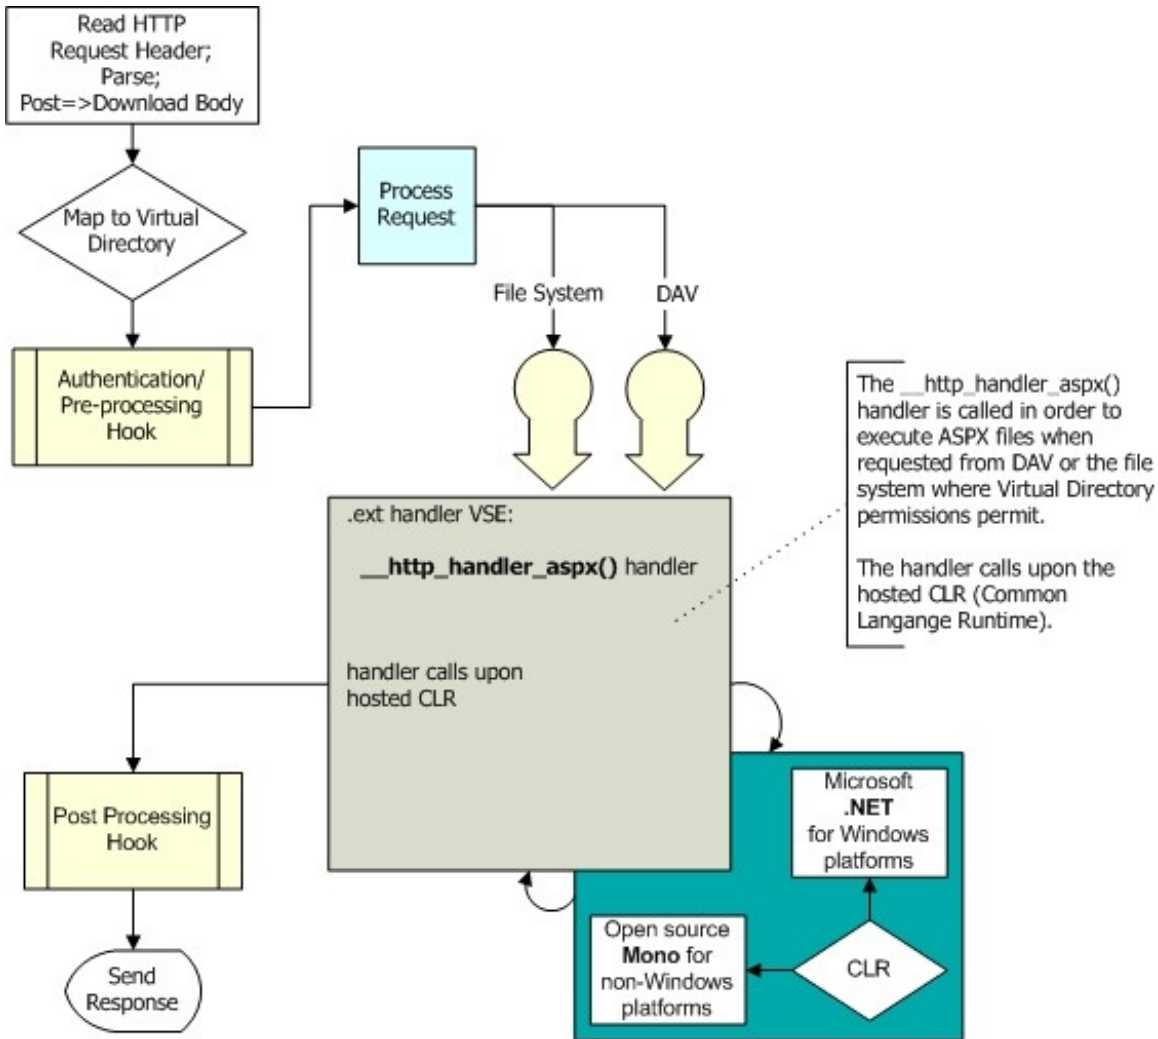 Read HTTP
Request Header;
Parse;
Post=>Download Body
Map to Virtual
Directory
Authentication/
Pre-processing
Hook
Process
Request
File System
DAV
The __http_handler_aspx()
handler is called in order to
execute ASPX files when
requested from DAV or the file
system where Virtual Directory
permissions permit.
The handler calls upon the
hosted CLR (Common
Langange Runtime).
.ext handler VSE:
__http_handler_aspx() handler
handler calls upon
hosted CLR
Post Processing
Hook
Send
Response
Microsoft
.NET
for Windows
platforms
Open source
Mono for
non-Windows
platforms
CLR